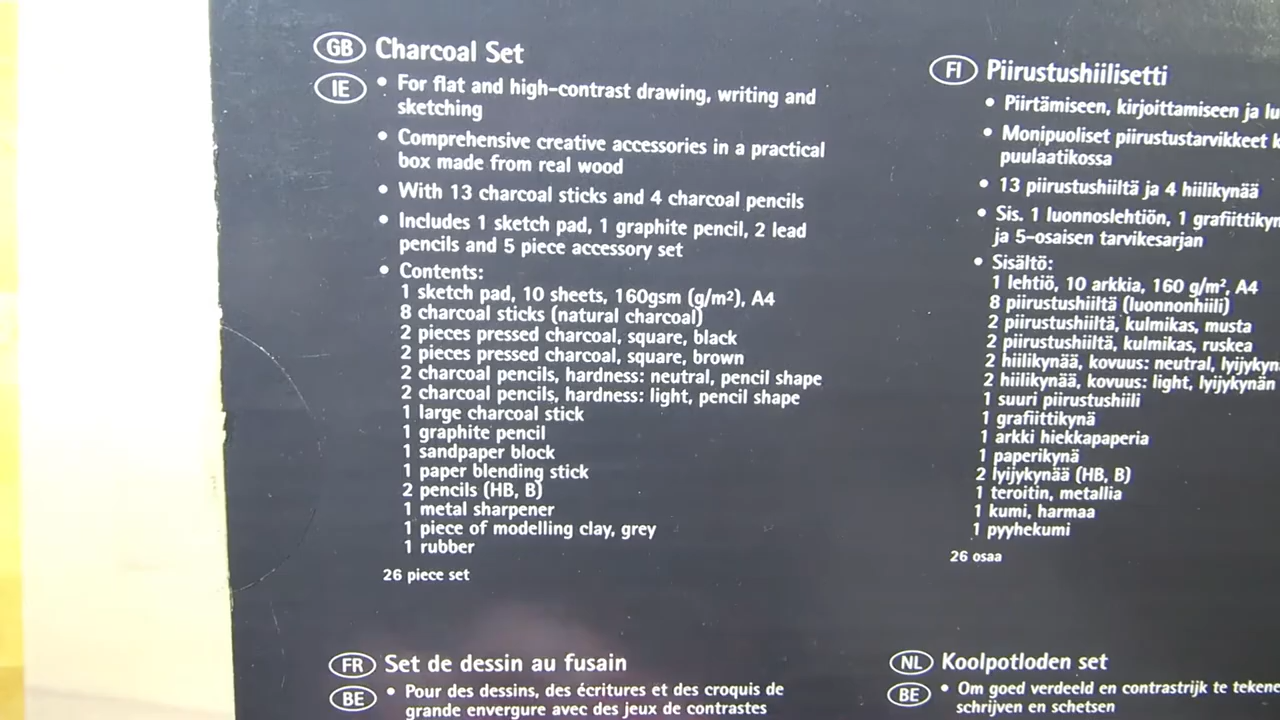 GB Charcoal Set
IE
• For flat and high-contrast drawing, writing and
sketching
• Comprehensive creative accessories in a practical
box made from real wood
• With 13 charcoal sticks and 4 charcoal pencils
• Includes 1 sketch pad, 1 graphite pencil, 2 lead
pencils and 5 piece accessory set
• Contents:
1 sketch pad, 10 sheets, 160gsm (g/m²), A4
8 charcoal sticks (natural charcoal)
2 pieces pressed charcoal, square, black
2 pieces pressed charcoal, square, brown
2 charcoal pencils, hardness: neutral, pencil shape
2 charcoal pencils, hardness: light, pencil shape
1 large charcoal stick
1 graphite pencil
1 sandpaper block
1 paper blending stick
2 pencils (HB, B)
1 metal sharpener
1 piece of modelling clay, grey
1 rubber
26 piece set
FI Piirustushiilisetti
• Piirtämiseen, kirjoittamiseen ja
• Monipuoliset piirustustarvikkeet
puulaatikossa
• 13 piirustushiiltä ja 4 hiilikynää
• Sis. 1 luonnoslehtiön, 1
ja 5-osaisen tarvikesarjan
• Sisältö:
1 lehtiö, 10 arkkia, 160 g/m², A4
8 piirustushiiltä (luonnonhiili)
2 piirustushiiltä, kulmikas, musta
2 piirustushiiltä, kulmikas, ruskea
2 hiilikynää, kovuus: neutral,
2 hiilikynää, kovuus: light, lyijykynän
1 suuri piirustushiili
1 grafiittikynä
1 arkki hiekkapaperia
1 paperikynä
2 lyijykynää (HB, B)
1 teroitin, metallia
1 kumi, harmaa
1 pyyhekumi
26 osaa
FR Set de dessin au fusain
BE • Pour des dessins, des écritures et des croquis de
grande envergure avec des jeux de contrastes
NL Koolpotloden set
BE • Om goed verdeeld en contrastrijk te
schrijven en schetsen